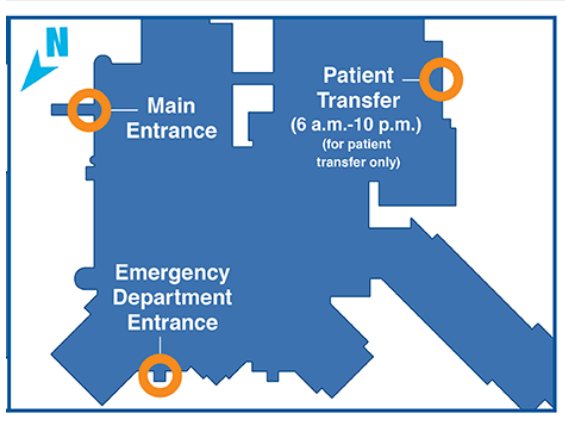 N
Main
Entrance
Patient
Transfer
(6 a.m.-10 p.m.)
(for patient
transfer only)
Emergency
Department
Entrance